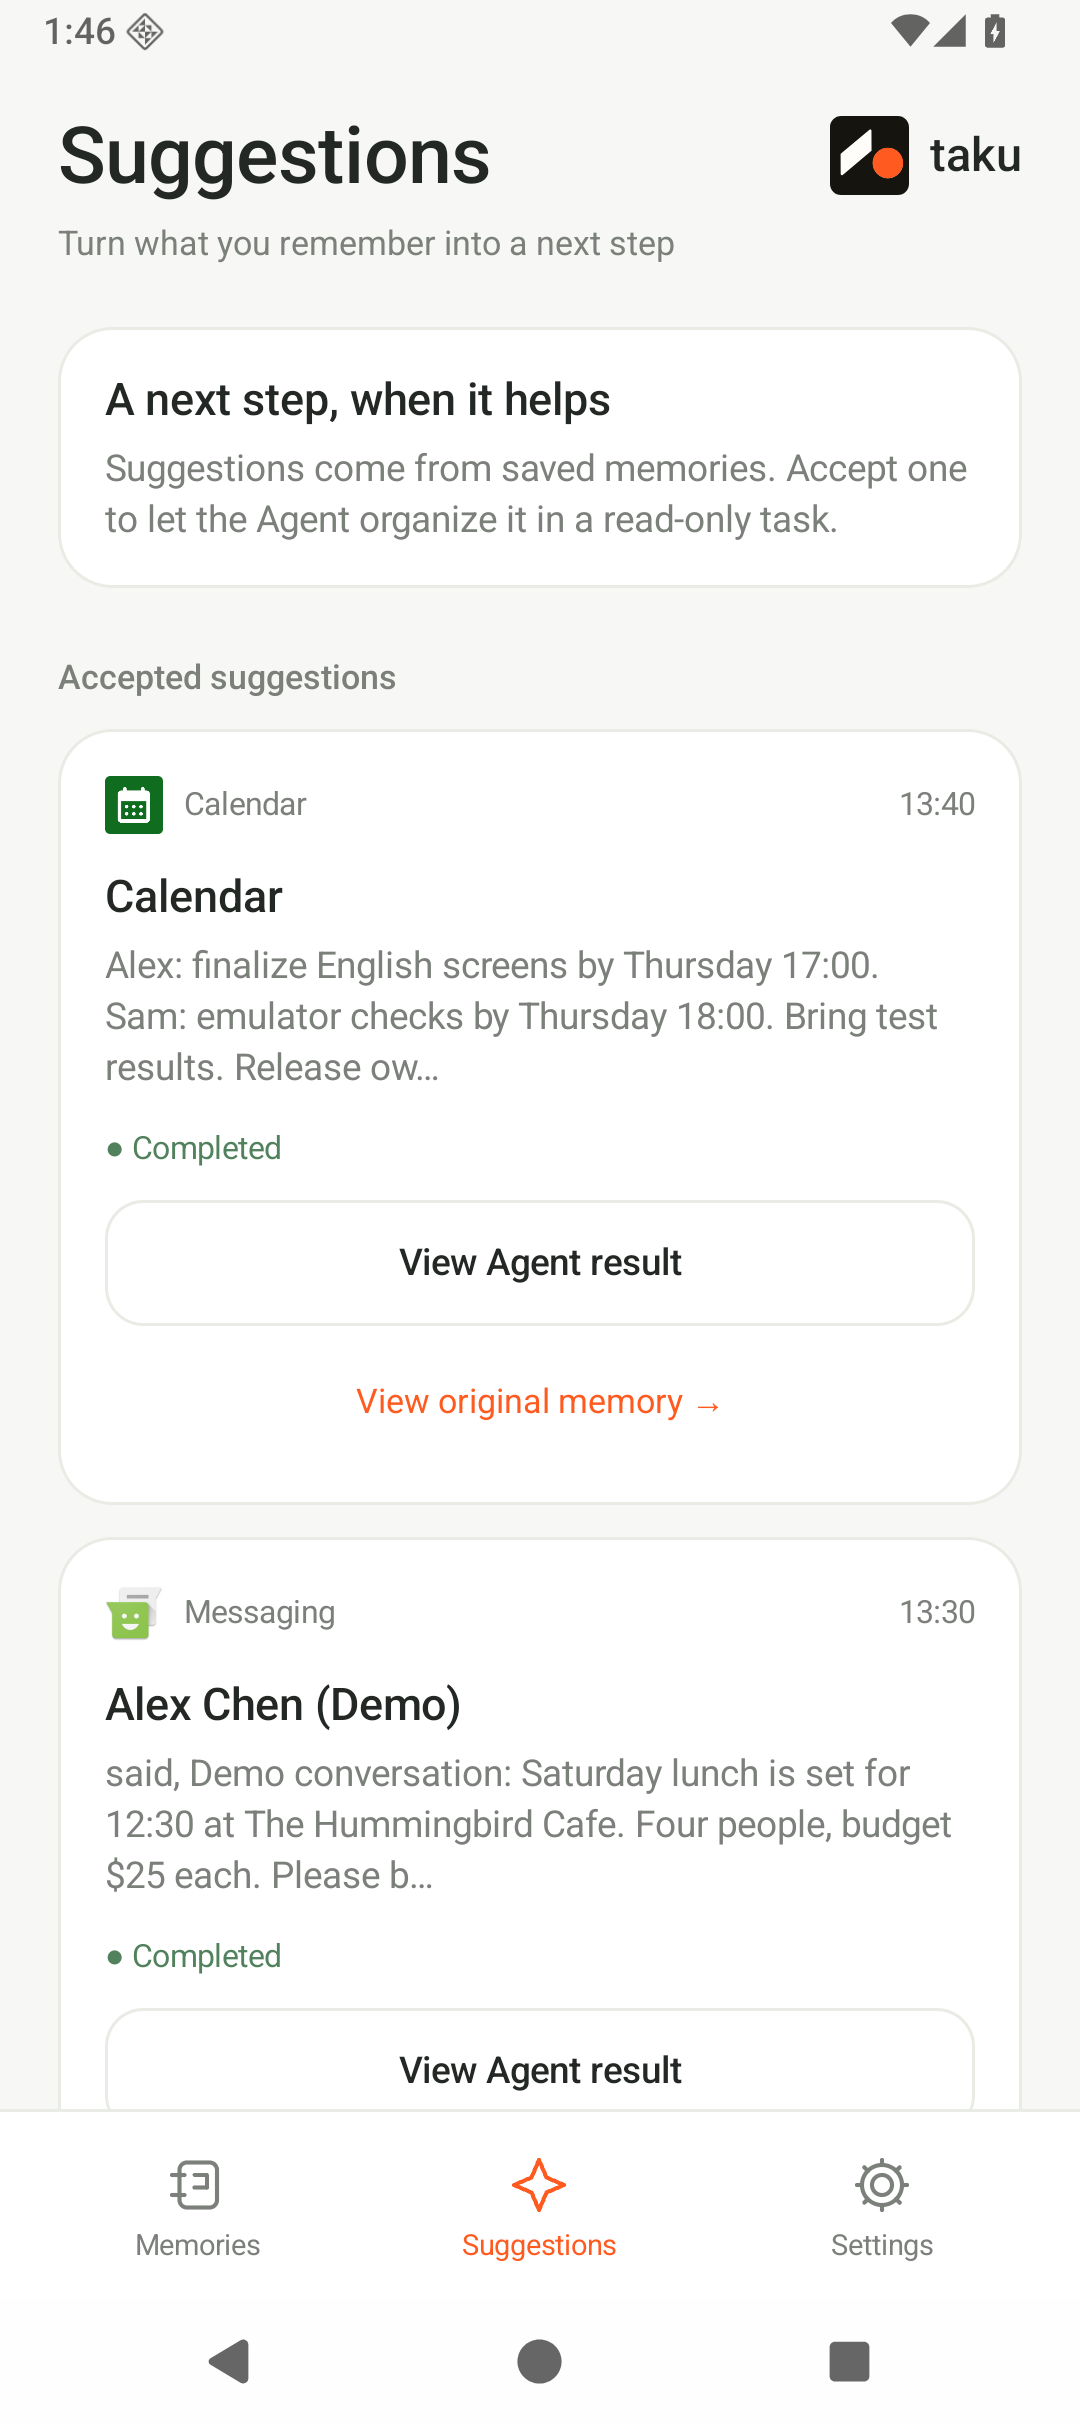 1:46
Suggestions
taku
Turn what you remember into a next step
A next step, when it helps
Suggestions come from saved memories. Accept one
to let the Agent organize it in a read-only task.
Accepted suggestions
Calendar
13:40
Calendar
Alex: finalize English screens by Thursday 17:00.
Sam: emulator checks by Thursday 18:00. Bring test
results. Release ow…
● Completed
View Agent result
View original memory →
Messaging
13:30
Alex Chen (Demo)
said, Demo conversation: Saturday lunch is set for
12:30 at The Hummingbird Cafe. Four people, budget
$25 each. Please b…
● Completed
View Agent result
Memories
Suggestions
Settings